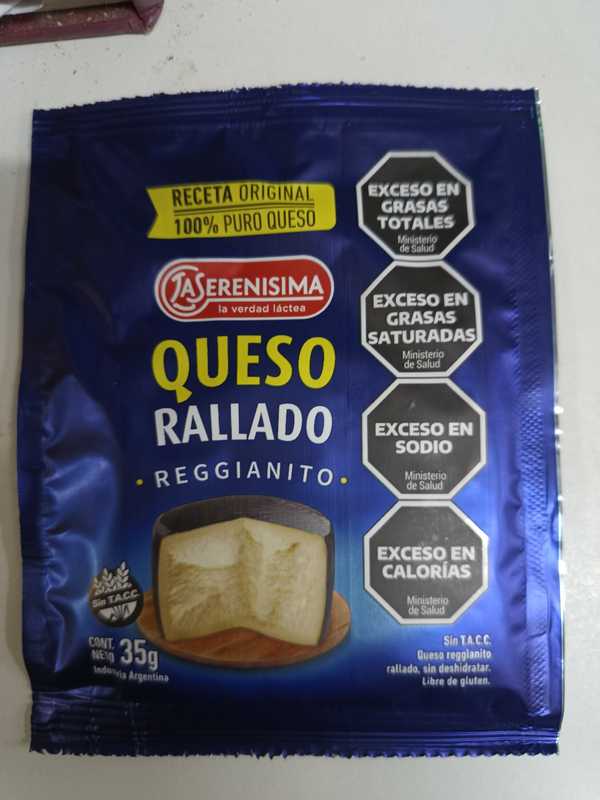 RECETA ORIGINAL
100% PURO QUESO
LASERENISIMA
la verdad láctea
QUESO
RALLADO
· REGGIANITO ·
Sin T.A.C.C.
CONT.
NETO 35g
Industria Argentina
EXCESO EN
GRASAS
TOTALES
Ministerio
de Salud
EXCESO EN
GRASAS
SATURADAS
Ministerio
de Salud
EXCESO EN
SODIO
Ministerio
de Salud
EXCESO EN
CALORÍAS
Ministerio
de Salud
Sin T.A.C.C.
Queso reggianito
rallado, sin deshidratar.
Libre de gluten.